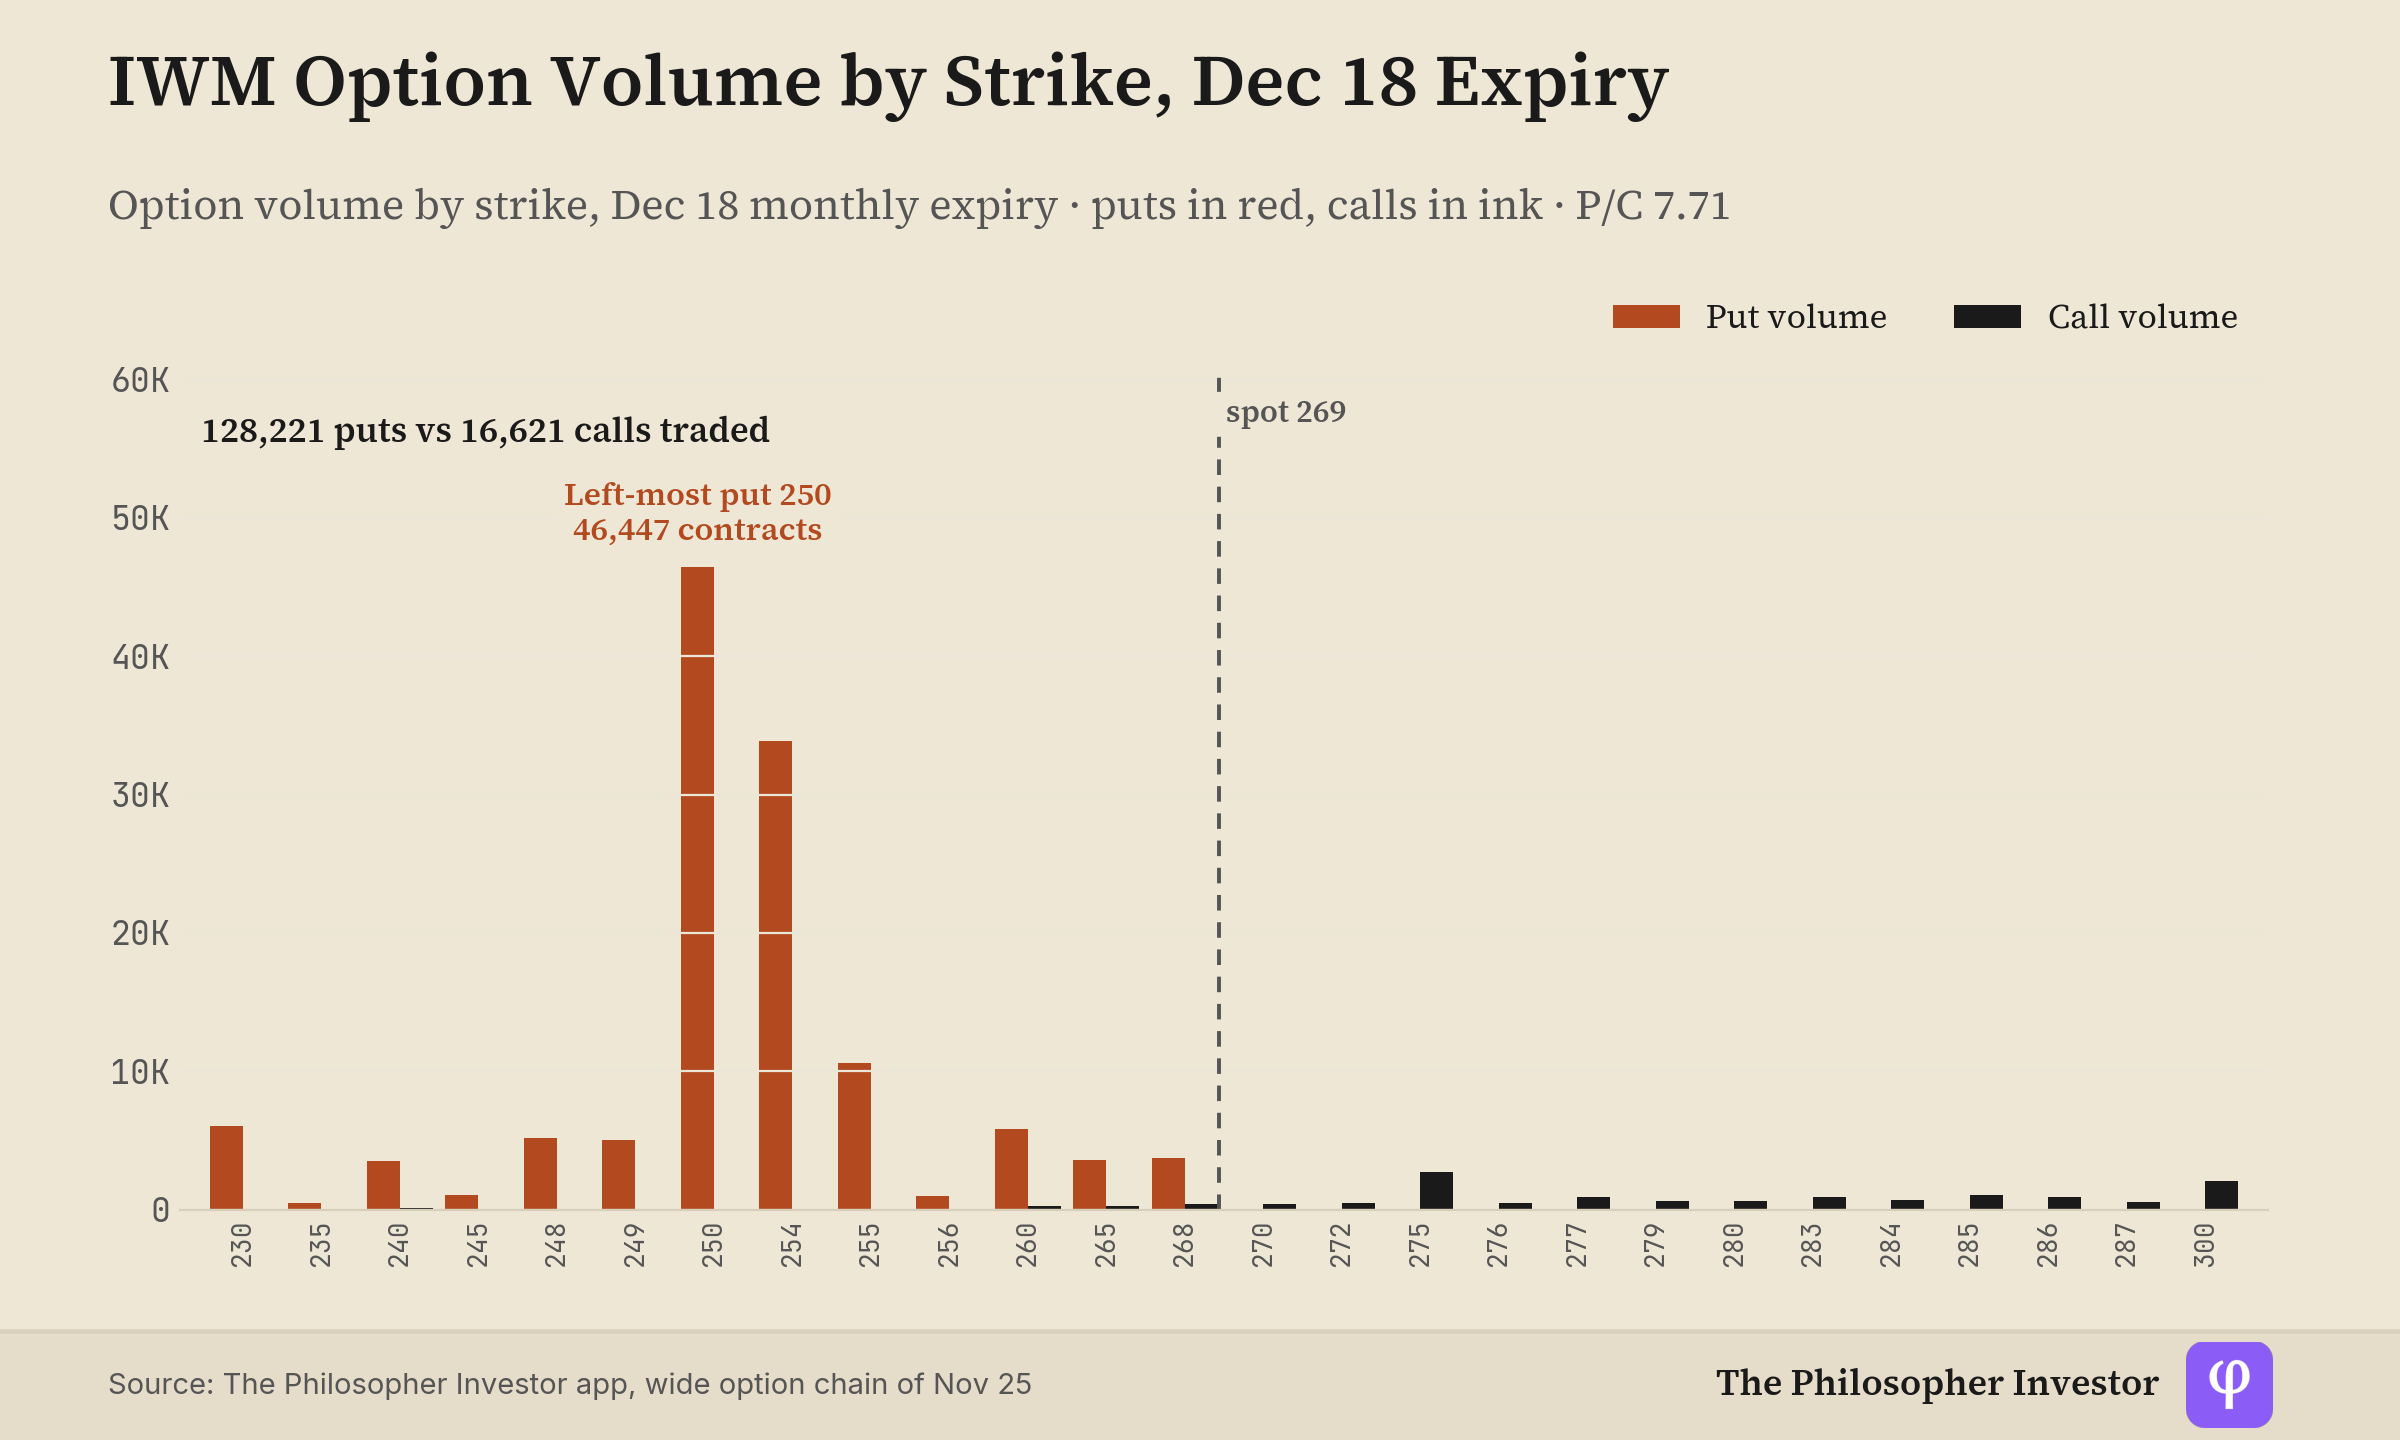 IWM Option Volume by Strike, Dec 18 Expiry
Option volume by strike, Dec 18 monthly expiry · puts in red, calls in ink · P/C 7.71
Put volume
Call volume
60K
50K
40K
30K
20K
10K
0
128,221 puts vs 16,621 calls traded
spot 269
Left-most put 250
46,447 contracts
230
235
240
245
248
249
250
254
255
256
260
265
268
270
272
275
276
277
279
280
283
284
285
286
287
300
Source: The Philosopher Investor app, wide option chain of Nov 25
The Philosopher Investor
φ